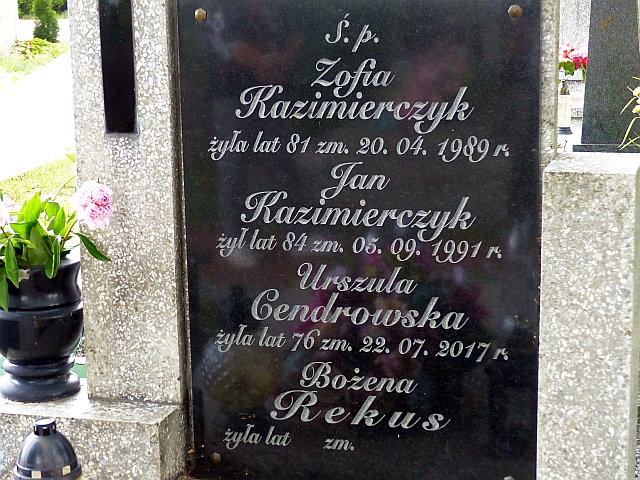 Ś. p.
Zofia
Kazimierczyk
żyła lat 81 zm. 20. 04. 1989 r.
Jan
Kazimierczyk
żył lat 84 zm. 05. 09. 1991 r.
Urszula
Cendrowska
żyła lat 76 zm. 22. 07. 2017 r.
Bożena
Rekus
żyła lat zm.